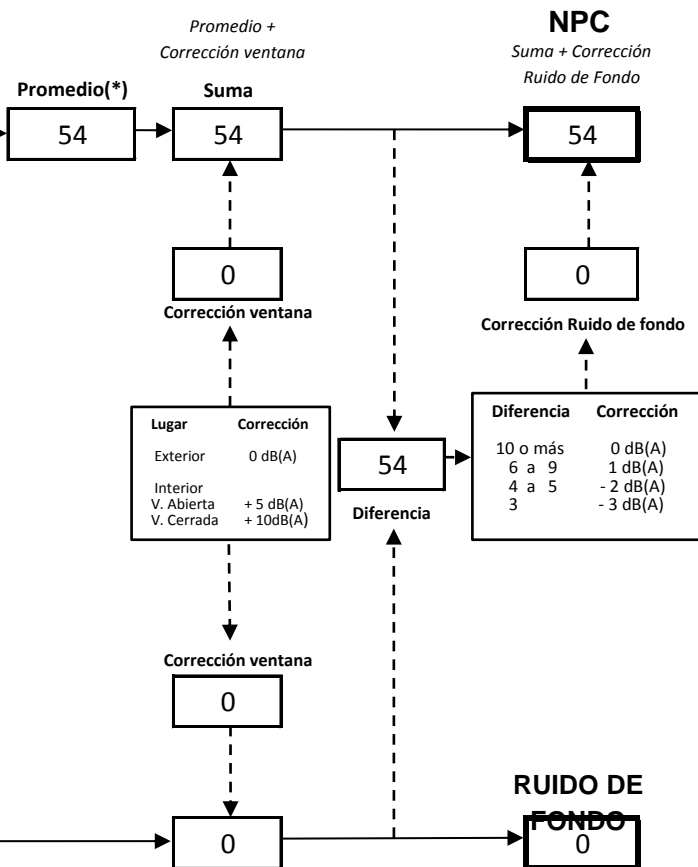 Promedio +
Corrección ventana
NPC
Suma + Corrección
Ruido de Fondo
Promedio(*)
Suma
54
54
54
0
0
Corrección ventana
Corrección Ruido de fondo
Lugar Corrección
Exterior 0 dB(A)
Interior
V. Abierta + 5 dB(A)
V. Cerrada + 10dB(A)
54
Diferencia
Diferencia Corrección
10 o más 0 dB(A)
6 a 9 1 dB(A)
4 a 5 - 2 dB(A)
3 - 3 dB(A)
Corrección ventana
0
RUIDO DE
FONDO
0
0